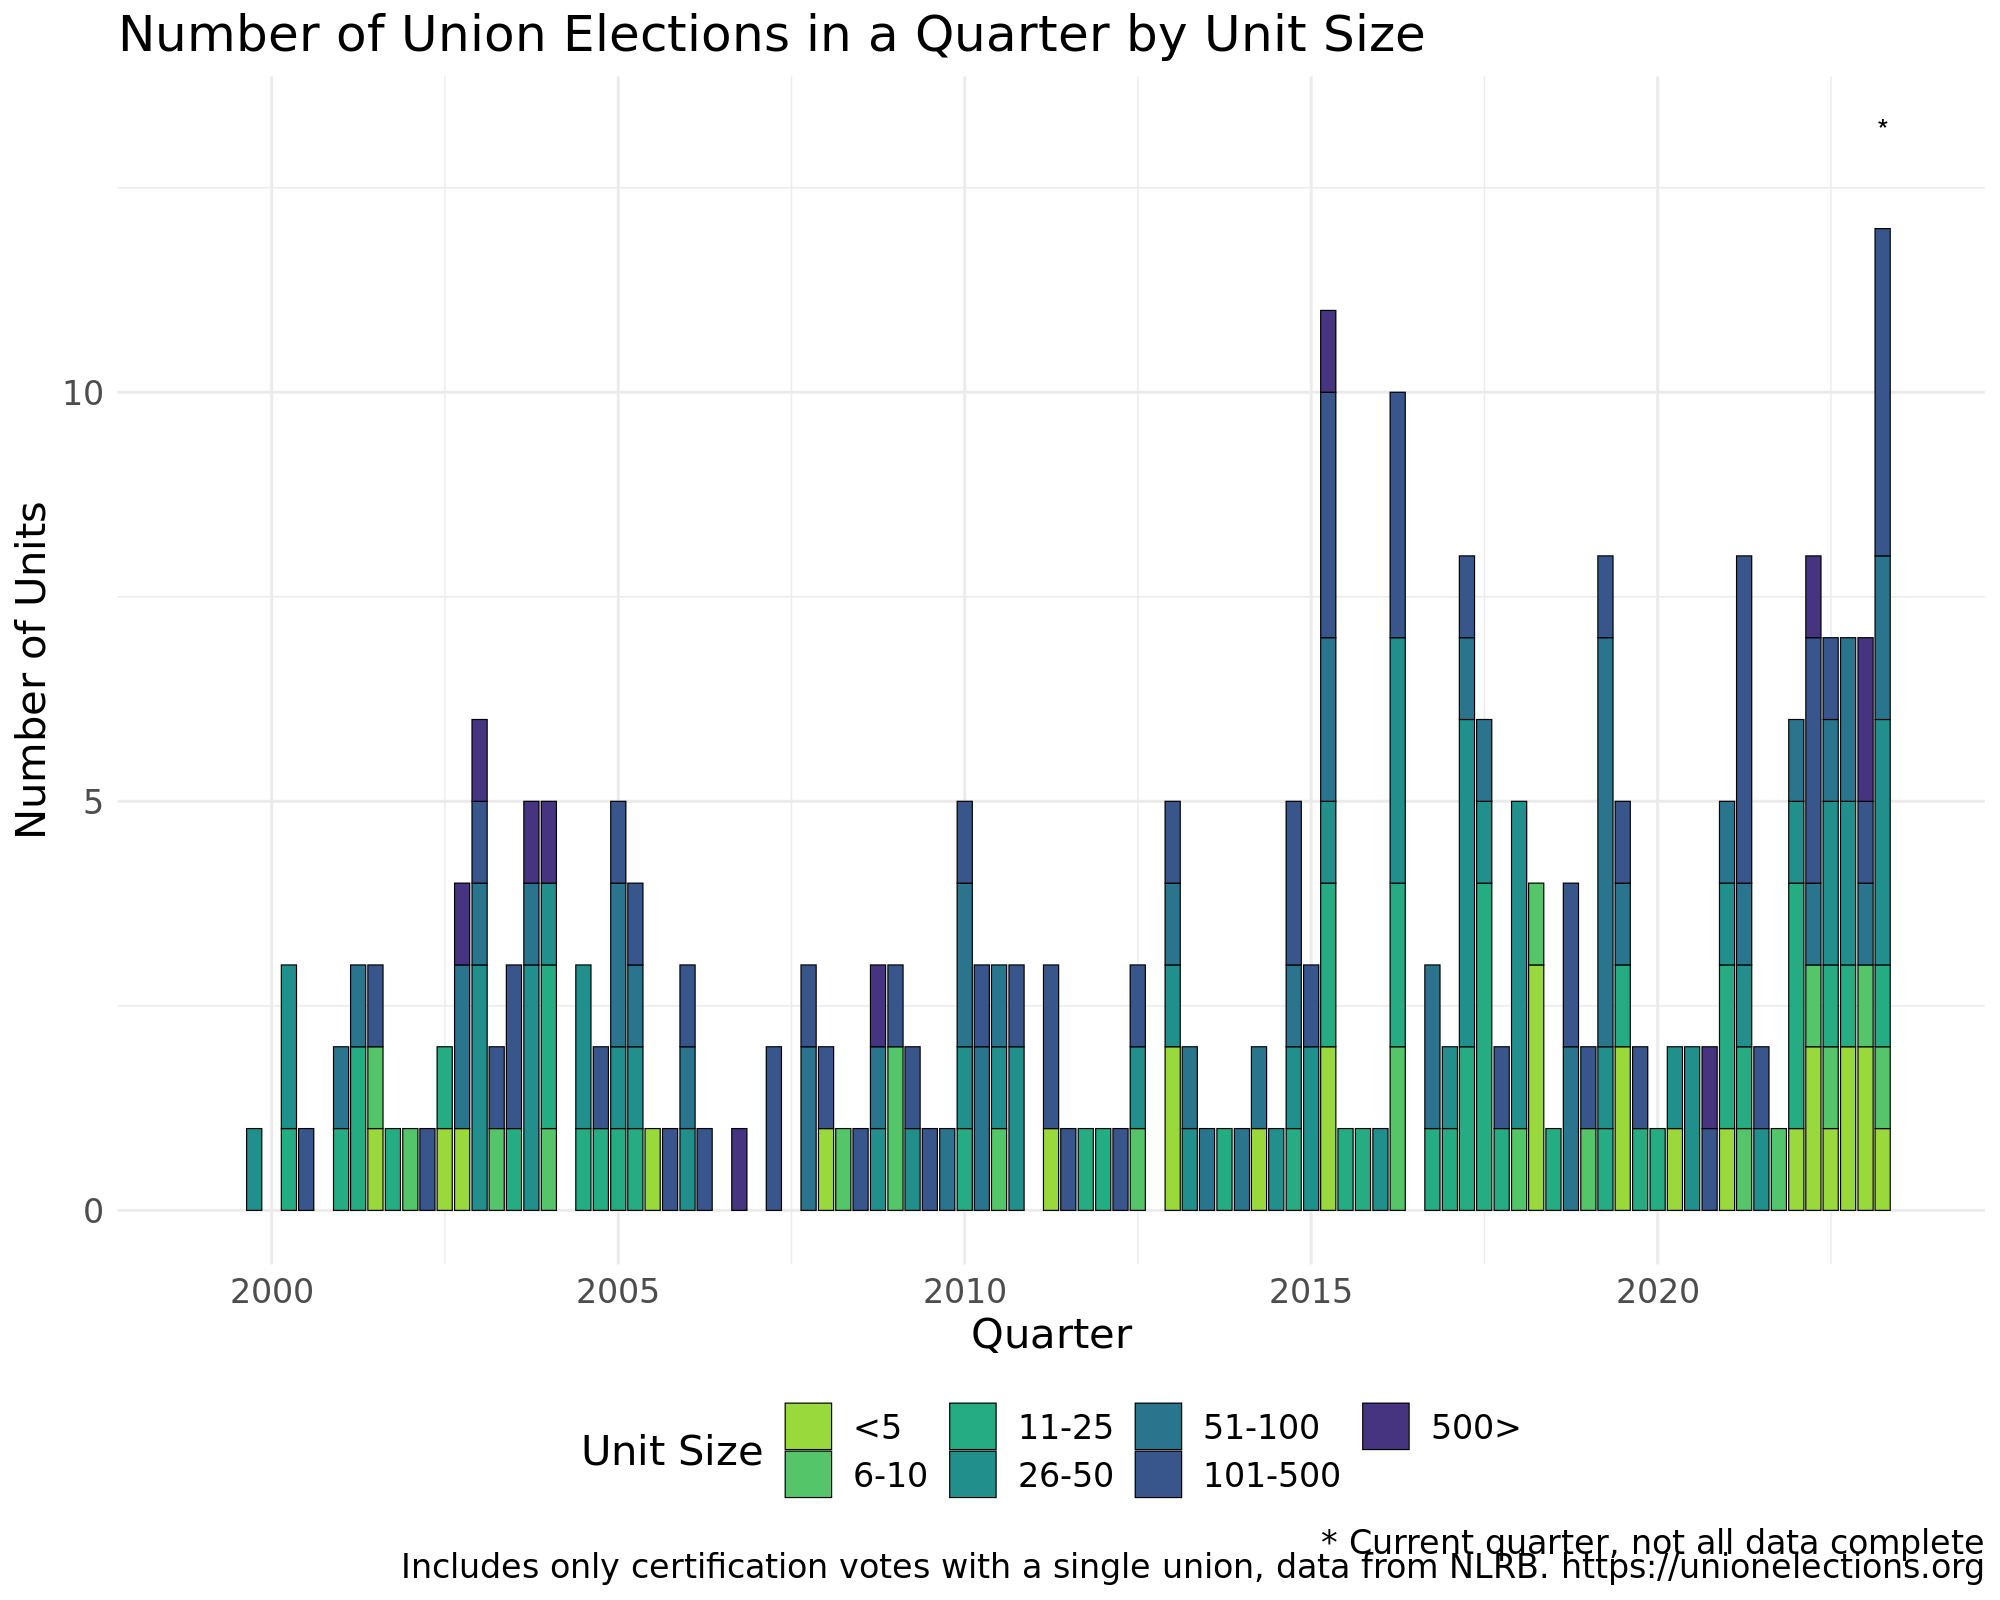 Number of Union Elections in a Quarter by Unit Size
*
10
5
0
Number of Units
2000 2005 2010 2015 2020
Quarter
Unit Size
<5 11-25 51-100 500>
6-10 26-50 101-500
* Current quarter, not all data complete
Includes only certification votes with a single union, data from NLRB. https://unionelections.org